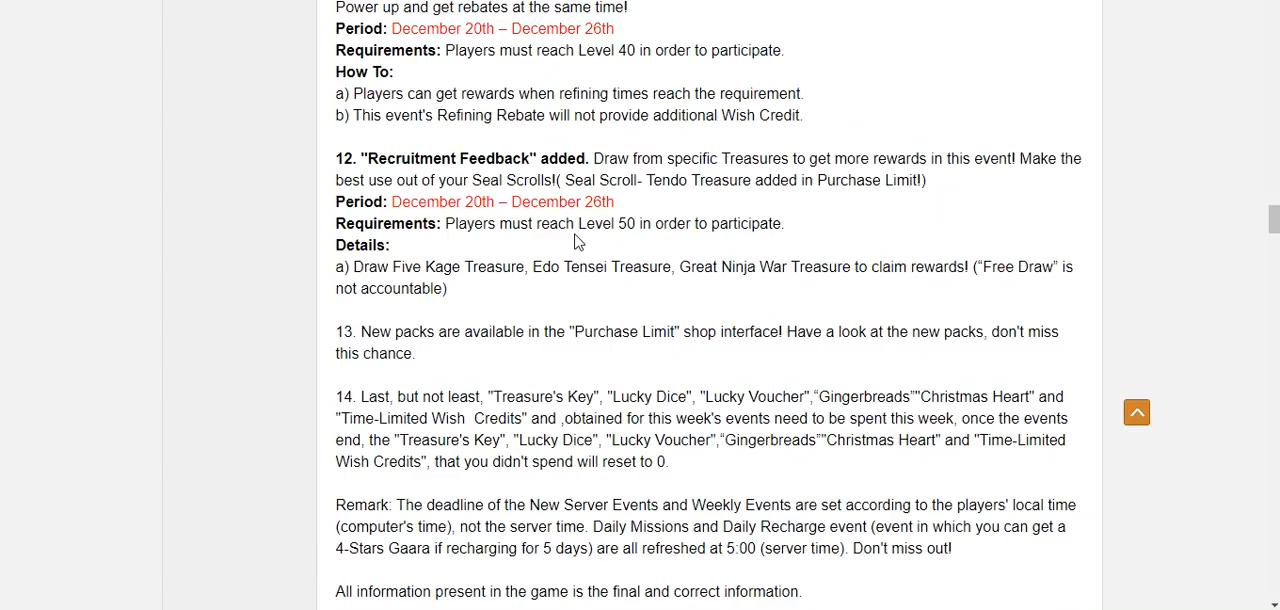 Power up and get rebates at the same time!
Period: December 20th – December 26th
Requirements: Players must reach Level 40 in order to participate.
How To:
a) Players can get rewards when refining times reach the requirement.
b) This event's Refining Rebate will not provide additional Wish Credit.
12. "Recruitment Feedback" added. Draw from specific Treasures to get more rewards in this event! Make the
best use out of your Seal Scrolls!( Seal Scroll- Tendo Treasure added in Purchase Limit!)
Period: December 20th – December 26th
Requirements: Players must reach Level 50 in order to participate.
Details:
a) Draw Five Kage Treasure, Edo Tensei Treasure, Great Ninja War Treasure to claim rewards! (“Free Draw” is
not accountable)
13. New packs are available in the "Purchase Limit" shop interface! Have a look at the new packs, don't miss
this chance.
14. Last, but not least, "Treasure's Key", "Lucky Dice", "Lucky Voucher",“Gingerbreads”"Christmas Heart" and
"Time-Limited Wish  Credits" and ,obtained for this week's events need to be spent this week, once the events
end, the "Treasure's Key", "Lucky Dice", "Lucky Voucher",“Gingerbreads”"Christmas Heart" and "Time-Limited
Wish Credits", that you didn't spend will reset to 0.
Remark: The deadline of the New Server Events and Weekly Events are set according to the players' local time
(computer's time), not the server time. Daily Missions and Daily Recharge event (event in which you can get a
4-Stars Gaara if recharging for 5 days) are all refreshed at 5:00 (server time). Don't miss out!
All information present in the game is the final and correct information.